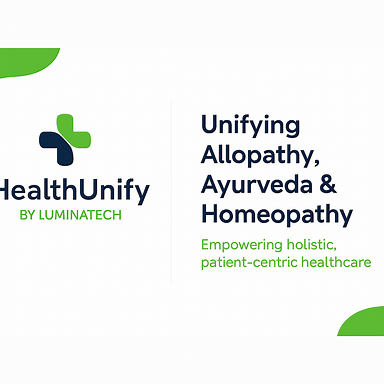 HealthUnify
BY LUMINATECH
Unifying
Allopathy,
Ayurveda &
Homeopathy
Empowering holistic,
patient-centric healthcare